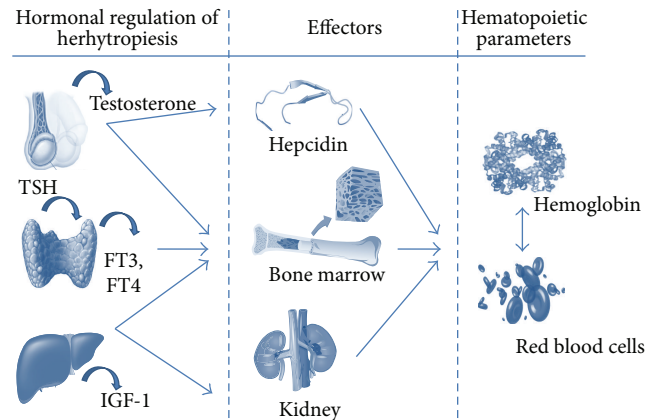 Hormonal regulation of
herhytropiesis
Effectors
Hematopoietic
parameters
Testosterone
TSH
FT3,
FT4
IGF-1
Hepcidin
Bone marrow
Kidney
Hemoglobin
Red blood cells